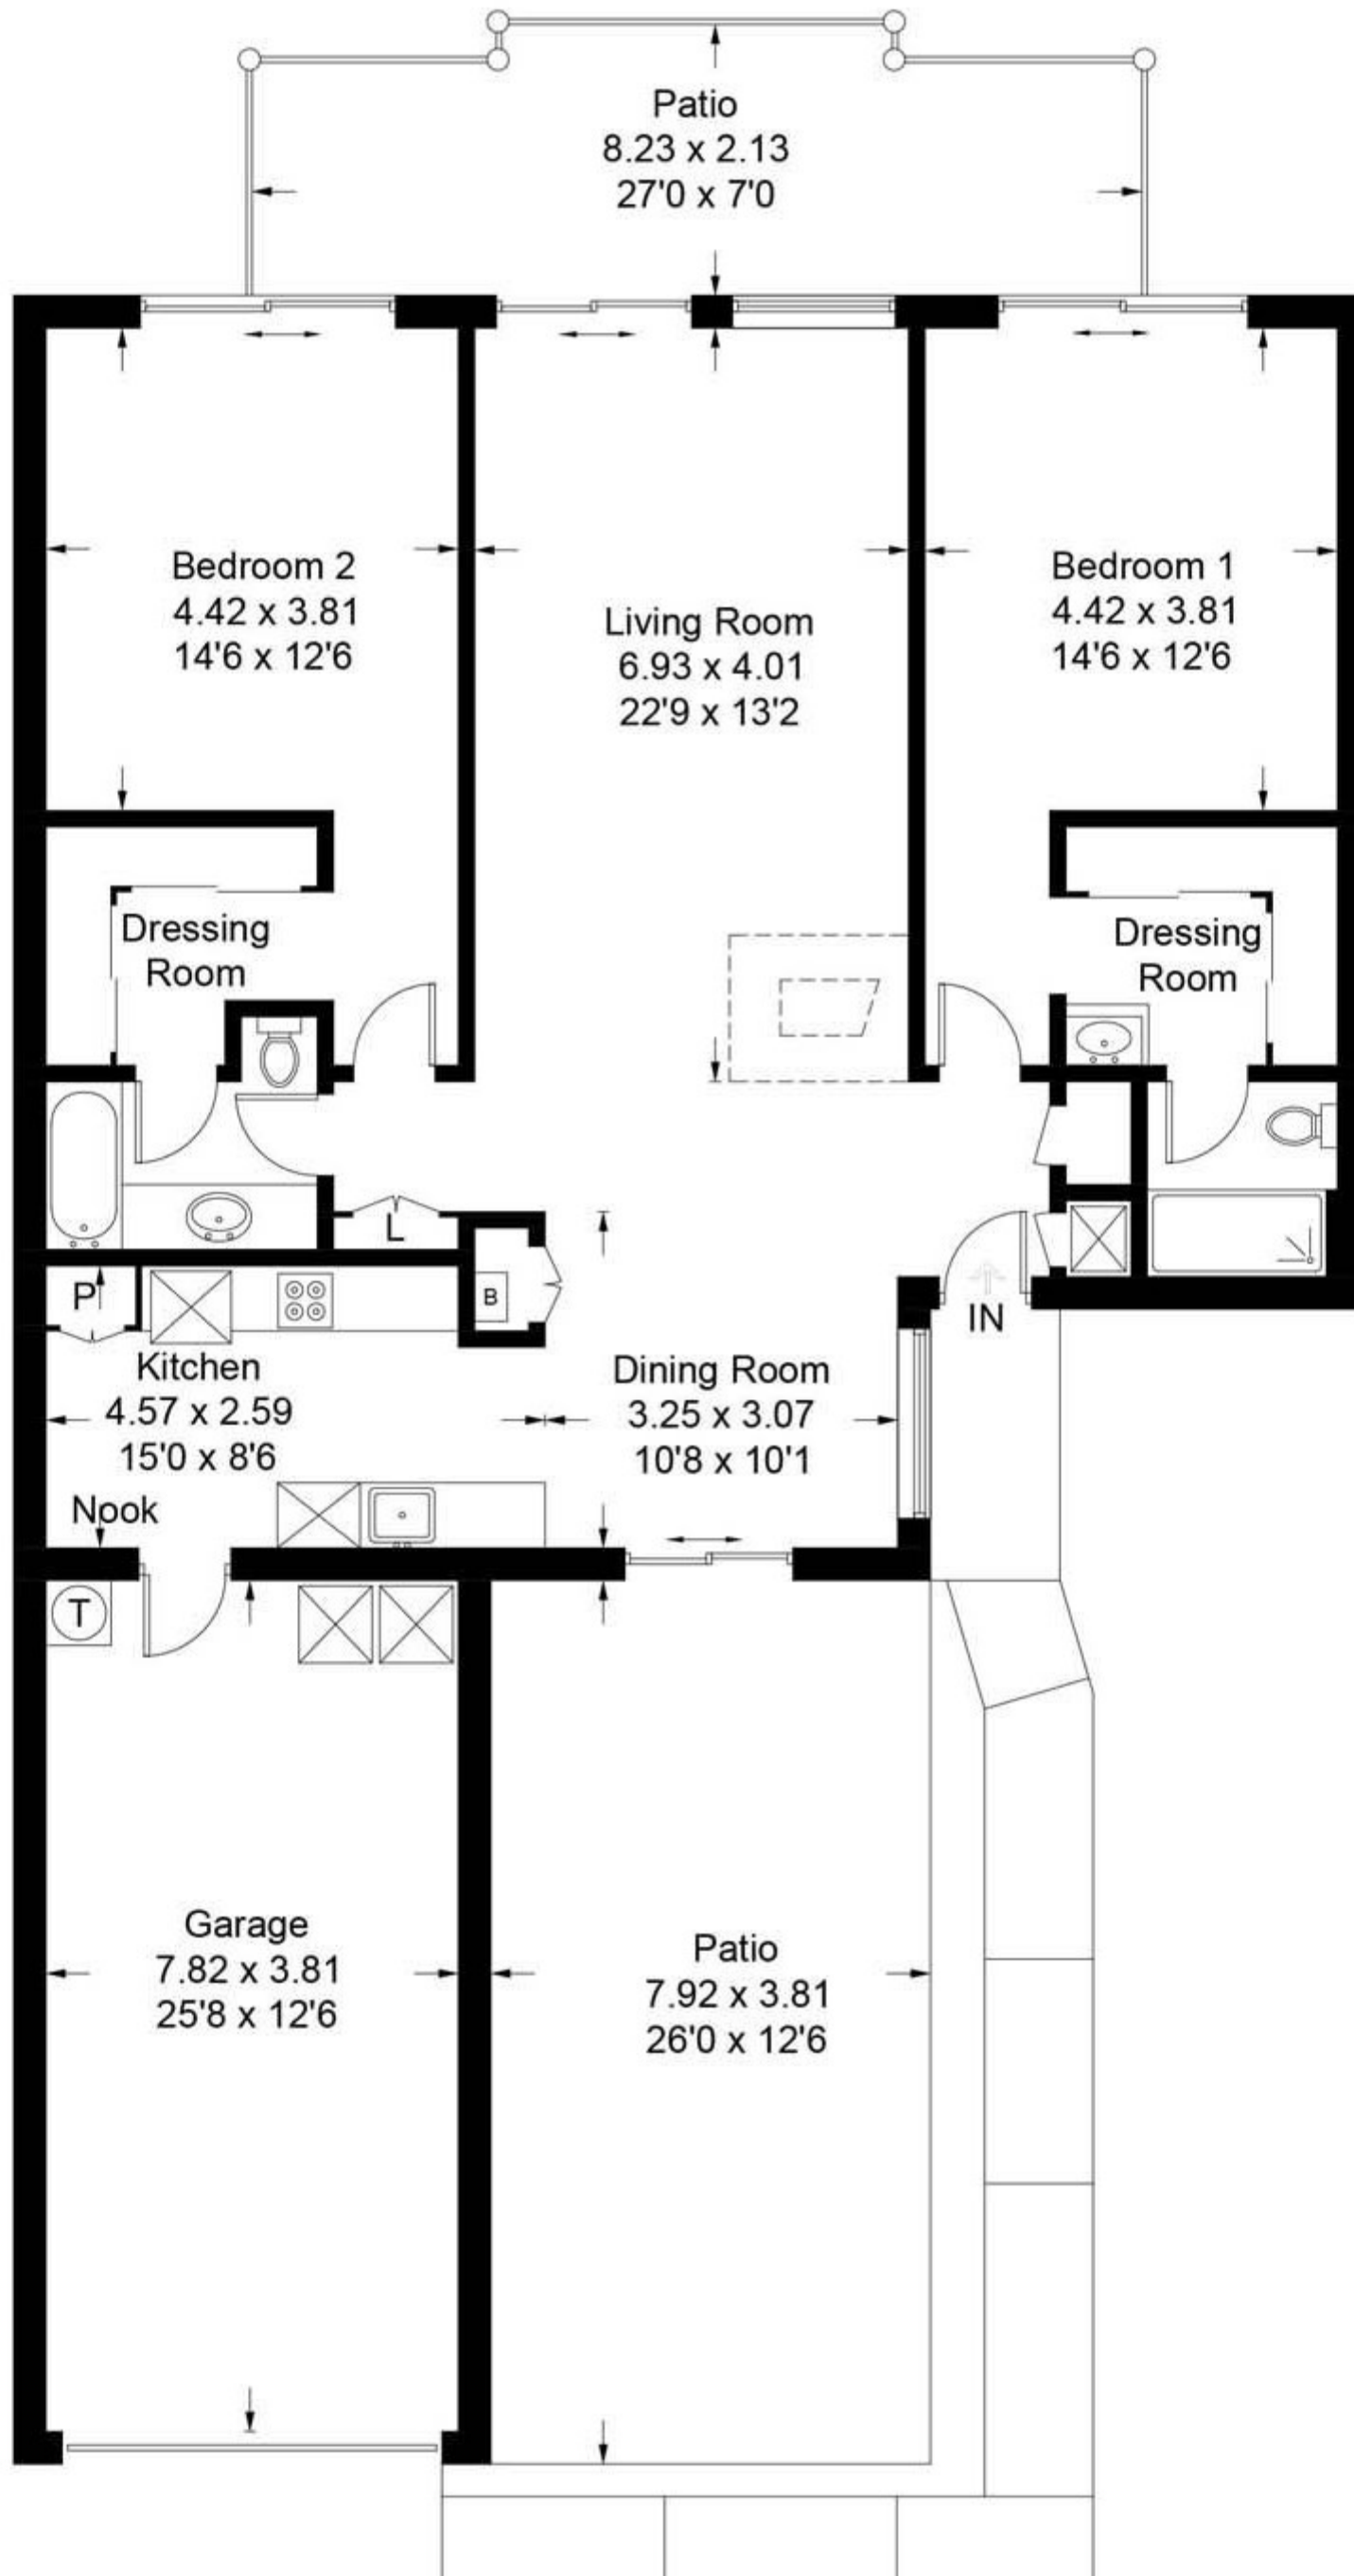 Patio
8.23 x 2.13
27'0 x 7'0
Bedroom 2
4.42 x 3.81
14'6 x 12'6
Living Room
6.93 x 4.01
22'9 x 13'2
Bedroom 1
4.42 x 3.81
14'6 x 12'6
Dressing
Room
Dressing
Room
L
P
B
IN
Kitchen
4.57 x 2.59
15'0 x 8'6
Nook
Dining Room
3.25 x 3.07
10'8 x 10'1
T
Garage
7.82 x 3.81
25'8 x 12'6
Patio
7.92 x 3.81
26'0 x 12'6